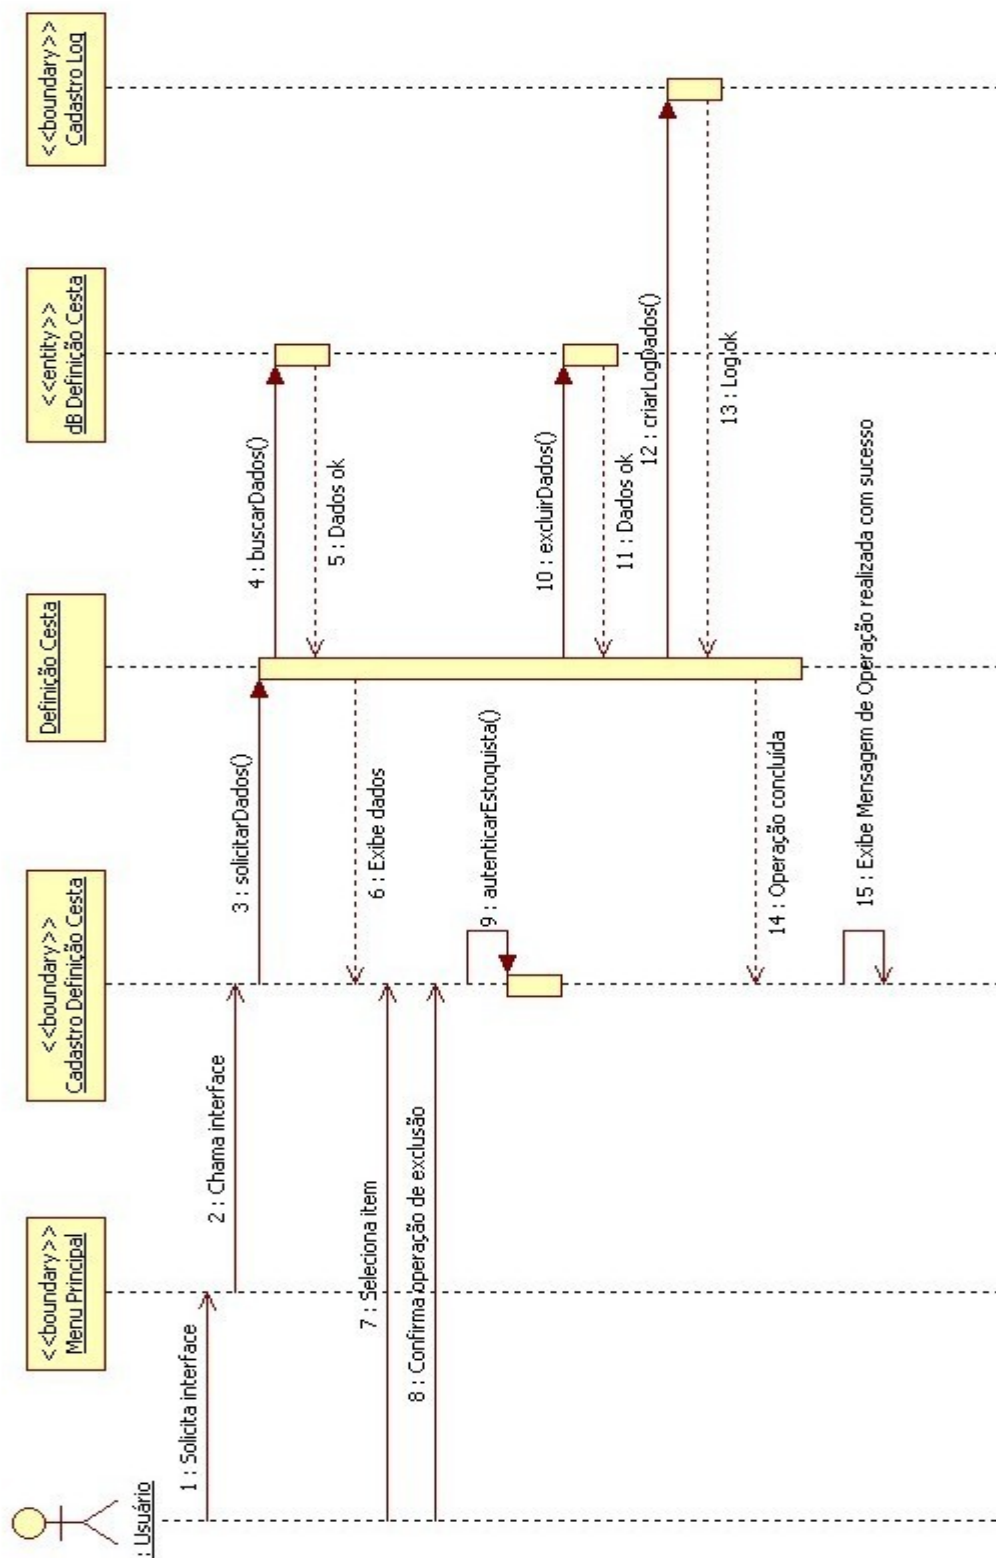 : Usuário
<<boundary>>
Menu Principal
<<boundary>>
Cadastro Definição Cesta
Definição Cesta
<<entity>>
dB Definição Cesta
<<boundary>>
Cadastro Log
1 : Solicita interface
2 : Chama interface
3 : solicitarDados()
4 : buscarDados()
5 : Dados ok
6 : Exibe dados
7 : Seleciona item
8 : Confirma operação de exclusão
9 : autenticarEstoquista()
10 : excluirDados()
11 : Dados ok
12 : criarLogDados()
13 : Log ok
14 : Operação concluída
15 : Exibe Mensagem de Operação realizada com sucesso